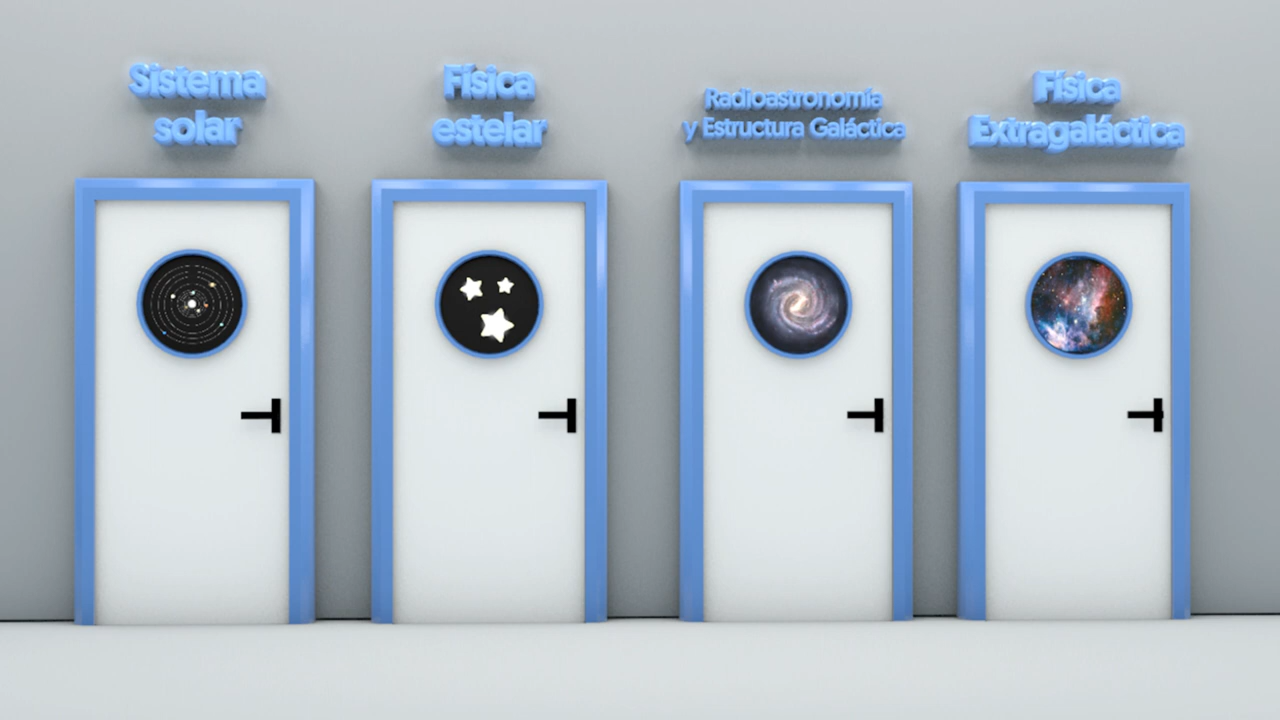 Sistema
solar
Física
estelar
Radioastronomía
y Estructura Galáctica
Física
Extragaláctica